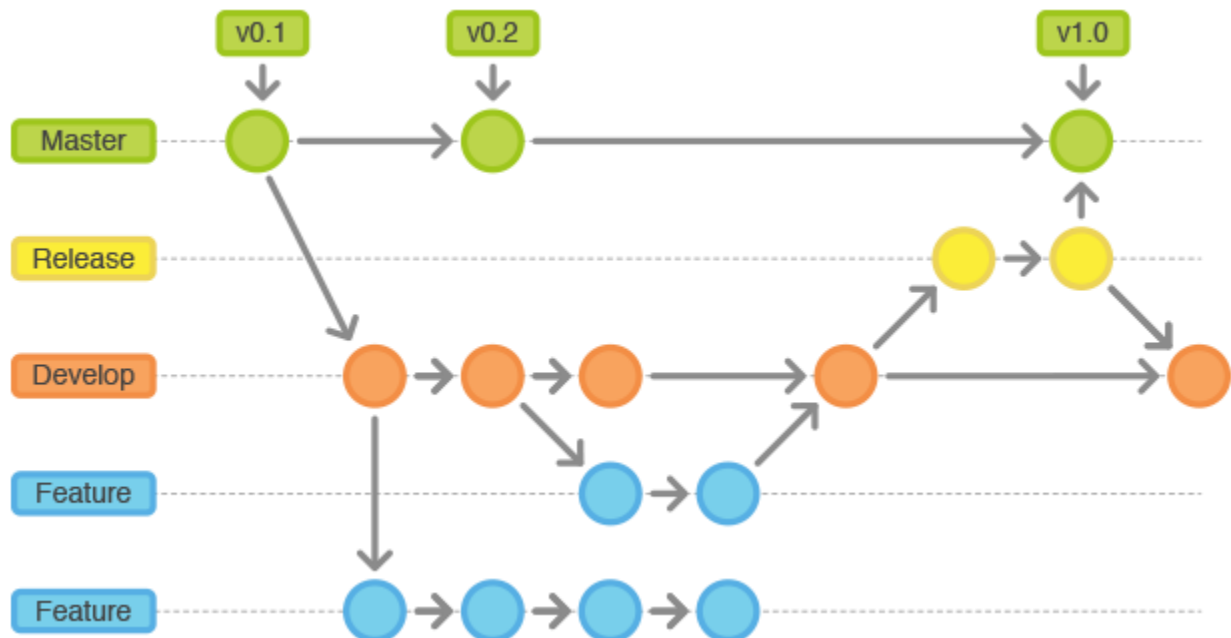 v0.1
v0.2
v1.0
Master
Release
Develop
Feature
Feature